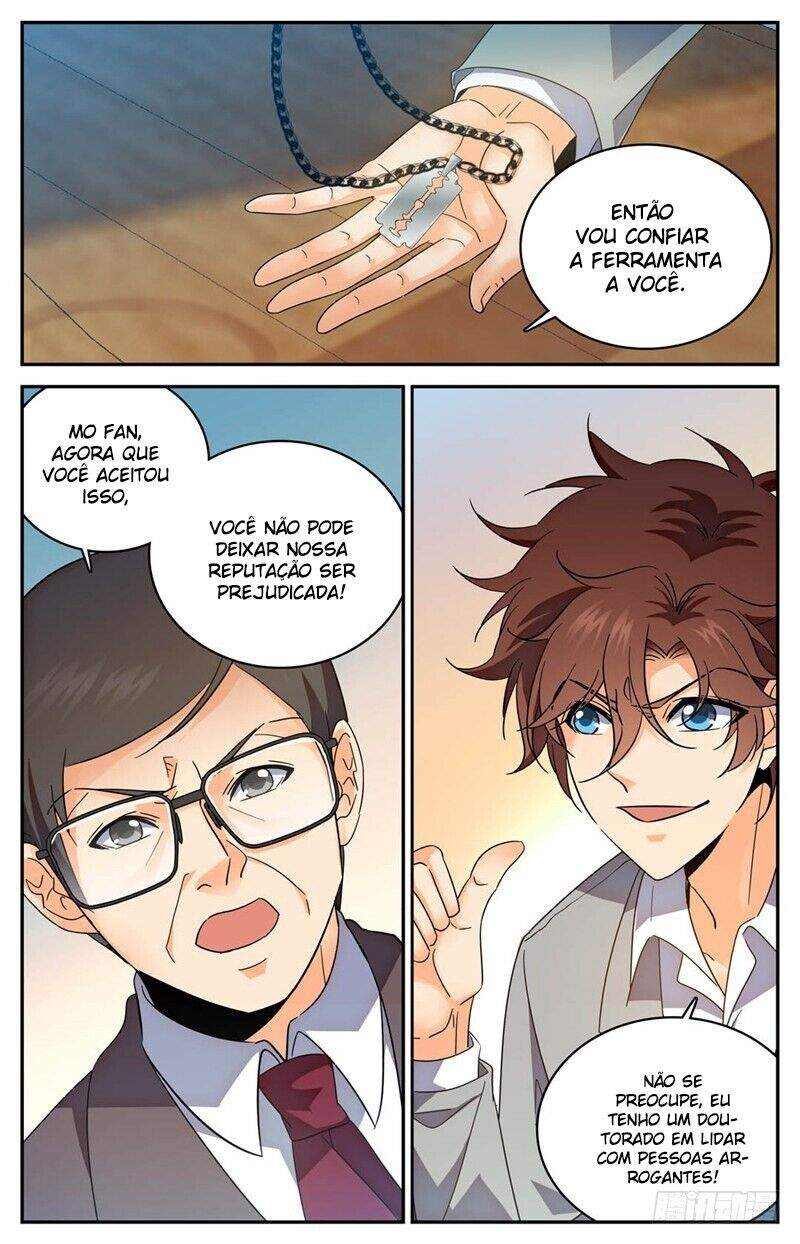 ENTÃO
VOU CONFIAR
A FERRAMENTA
A VOCÊ.
MO FAN,
AGORA QUE
VOCÊ ACEITOU
ISSO,
VOCÊ NÃO PODE
DEIXAR NOSSA
REPUTAÇÃO SER
PREJUDICADA!
NÃO SE
PREOCUPE, EU
TENHO UM DOU-
TORADO EM LIDAR
COM PESSOAS AR-
ROGANTES!